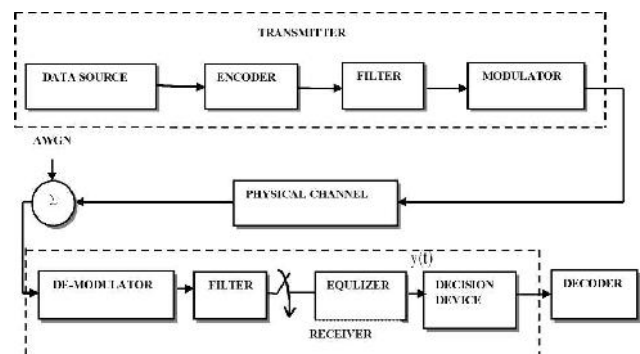 TRANSMITTER
DATA SOURCE
ENCODER
FILTER
MODULATOR
AWGN
Σ
PHYSICAL CHANNEL
y(t)
DE-MODULATOR
FILTER
EQULIZER
DECISION
DEVICE
DECODER
RECEIVER